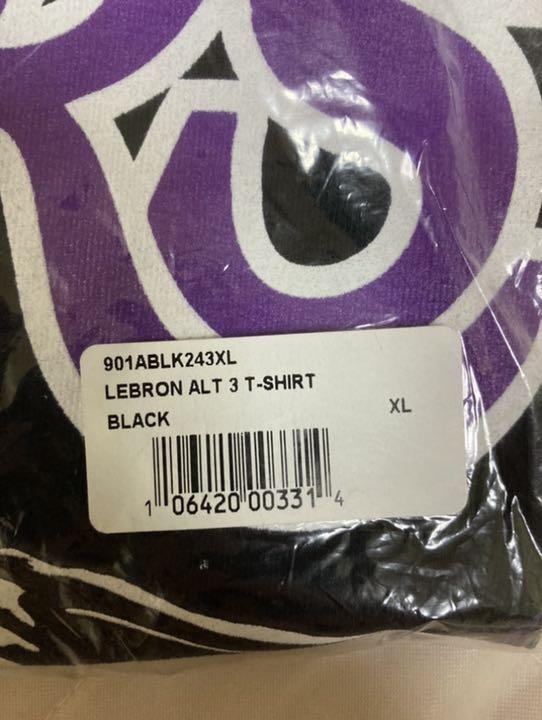 901ABLK243XL
LEBRON ALT 3 T-SHIRT
BLACK
XL
1 06420 00331 4